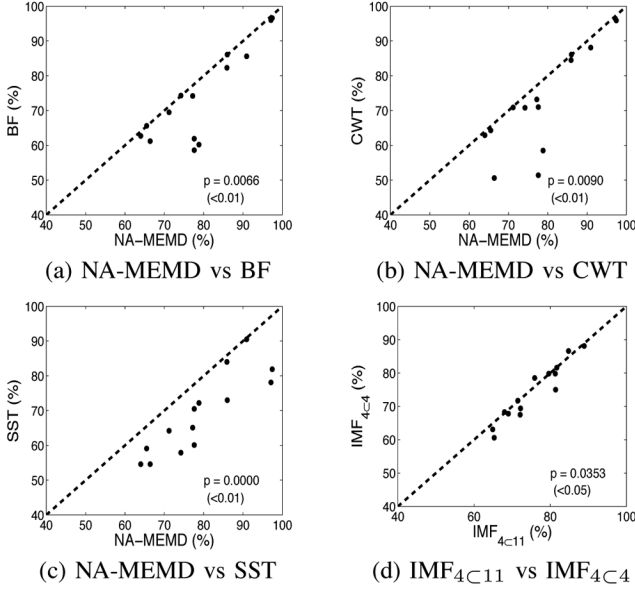 100
90
80
70
60
50
40
BF (%)
p = 0.0066
(<0.01)
40 50 60 70 80 90 100
NA−MEMD (%)
(a) NA-MEMD vs BF
100
90
80
70
60
50
40
CWT (%)
p = 0.0090
(<0.01)
40 50 60 70 80 90 100
NA−MEMD (%)
(b) NA-MEMD vs CWT
100
90
80
70
60
50
40
SST (%)
p = 0.0000
(<0.01)
40 50 60 70 80 90 100
NA−MEMD (%)
(c) NA-MEMD vs SST
100
90
80
70
60
50
40
IMF4⊂4 (%)
p = 0.0353
(<0.05)
40 60 70 80 100
IMF4⊂11 (%)
(d) IMF4⊂11 vs IMF4⊂4